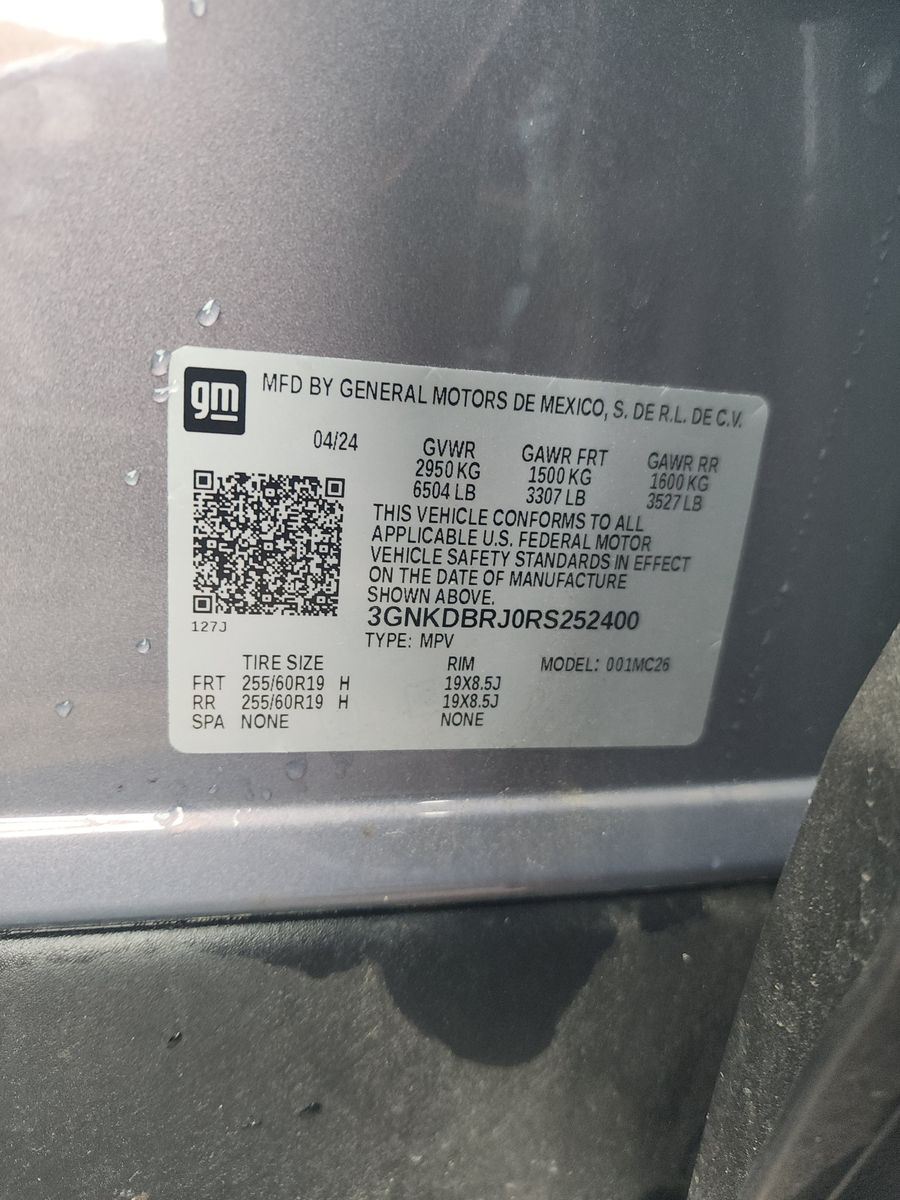 gm MFD BY GENERAL MOTORS DE MEXICO, S. DE R.L. DE C.V.
04/24 GVWR GAWR FRT GAWR RR
2950 KG 1500 KG 1600 KG
6504 LB 3307 LB 3527 LB
THIS VEHICLE CONFORMS TO ALL
APPLICABLE U.S. FEDERAL MOTOR
VEHICLE SAFETY STANDARDS IN EFFECT
ON THE DATE OF MANUFACTURE
SHOWN ABOVE.
3GNKDBRJ0RS252400
127J
TYPE: MPV
TIRE SIZE RIM MODEL: 001MC26
FRT 255/60R19 H 19X8.5J
RR 255/60R19 H 19X8.5J
SPA NONE NONE